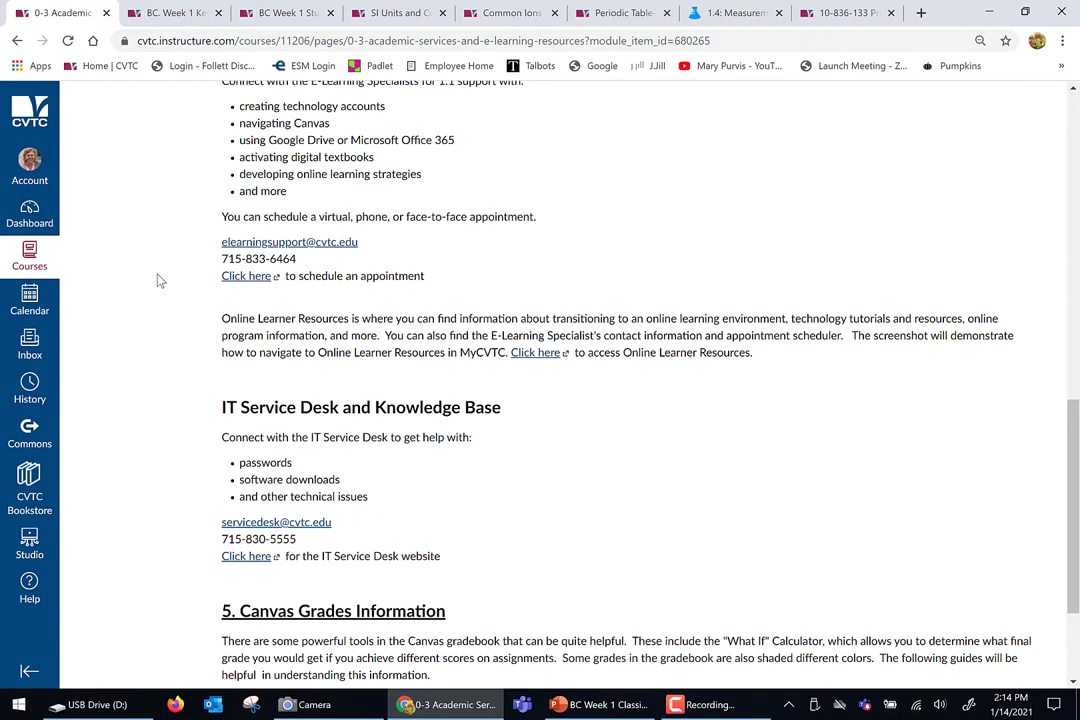 0-3 Academic
BC. Week 1 Ke
BC Week 1 Stu
SI Units and C
Common Ions
Periodic Table
1.4: Measurem
10-836-133 Pr
cvtc.instructure.com/courses/11206/pages/0-3-academic-services-and-e-learning-resources?module_item_id=680265
Apps
Home | CVTC
Login - Follett Disc...
ESM Login
Padlet
Employee Home
Talbots
Google
J.Jill
Mary Purvis - YouT...
Launch Meeting - Z...
Pumpkins
»
CVTC
Account
Dashboard
Courses
Calendar
Inbox
History
Commons
CVTC
Bookstore
Studio
Help
Connect with the E-Learning Specialists for 1:1 support with:
• creating technology accounts
• navigating Canvas
• using Google Drive or Microsoft Office 365
• activating digital textbooks
• developing online learning strategies
• and more
You can schedule a virtual, phone, or face-to-face appointment.
elearningsupport@cvtc.edu
715-833-6464
Click here to schedule an appointment
Online Learner Resources is where you can find information about transitioning to an online learning environment, technology tutorials and resources, online
program information, and more. You can also find the E-Learning Specialist's contact information and appointment scheduler. The screenshot will demonstrate
how to navigate to Online Learner Resources in MyCVTC. Click here to access Online Learner Resources.
IT Service Desk and Knowledge Base
Connect with the IT Service Desk to get help with:
• passwords
• software downloads
• and other technical issues
servicedesk@cvtc.edu
715-830-5555
Click here for the IT Service Desk website
5. Canvas Grades Information
There are some powerful tools in the Canvas gradebook that can be quite helpful. These include the "What If" Calculator, which allows you to determine what final
grade you would get if you achieve different scores on assignments. Some grades in the gradebook are also shaded different colors. The following guides will be
helpful in understanding this information.
USB Drive (D:)
Camera
0-3 Academic Ser...
BC Week 1 Classi...
Recording...
2:14 PM
1/14/2021